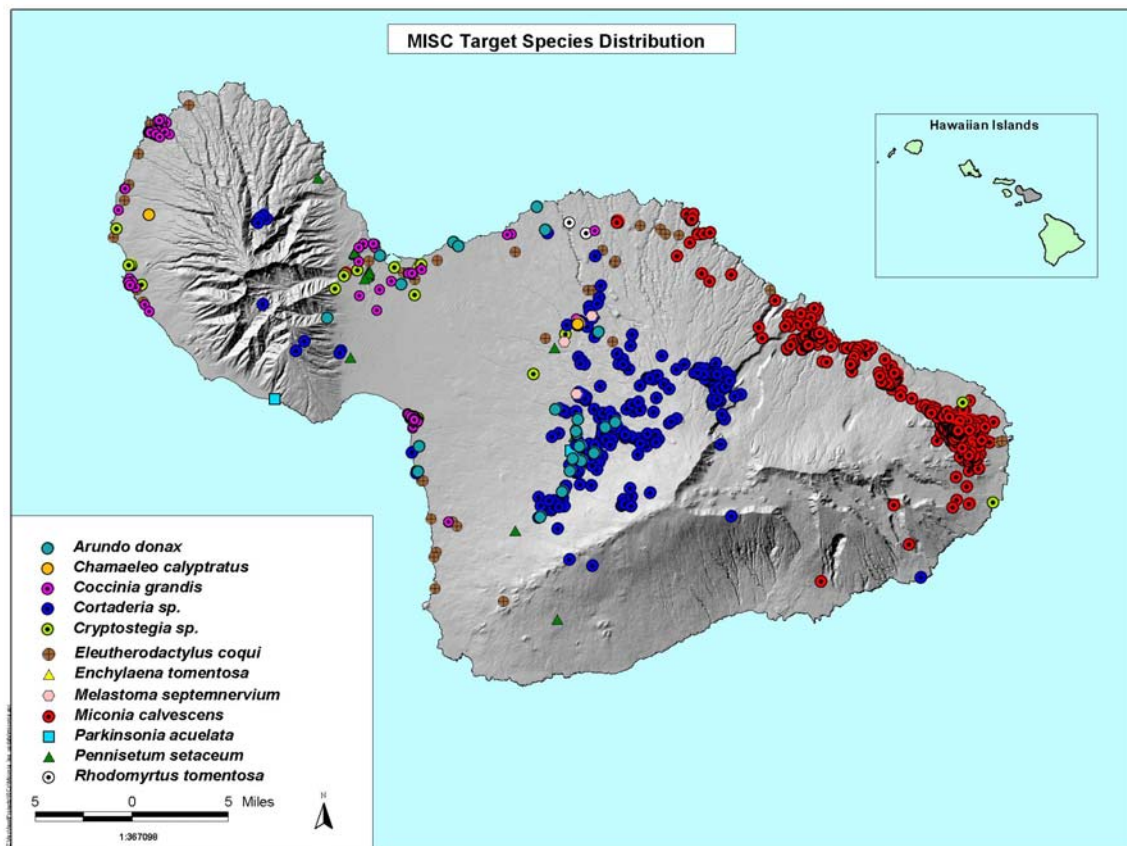 MISC Target Species Distribution
Hawaiian Islands
Arundo donax
Chamaeleo calyptratus
Coccinia grandis
Cortaderia sp.
Cryptostegia sp.
Eleutherodactylus coqui
Enchylaena tomentosa
Melastoma septemnervium
Miconia calvescens
Parkinsonia acuelata
Pennisetum setaceum
Rhodomyrtus tomentosa
5 0 5 Miles
N
1:367098